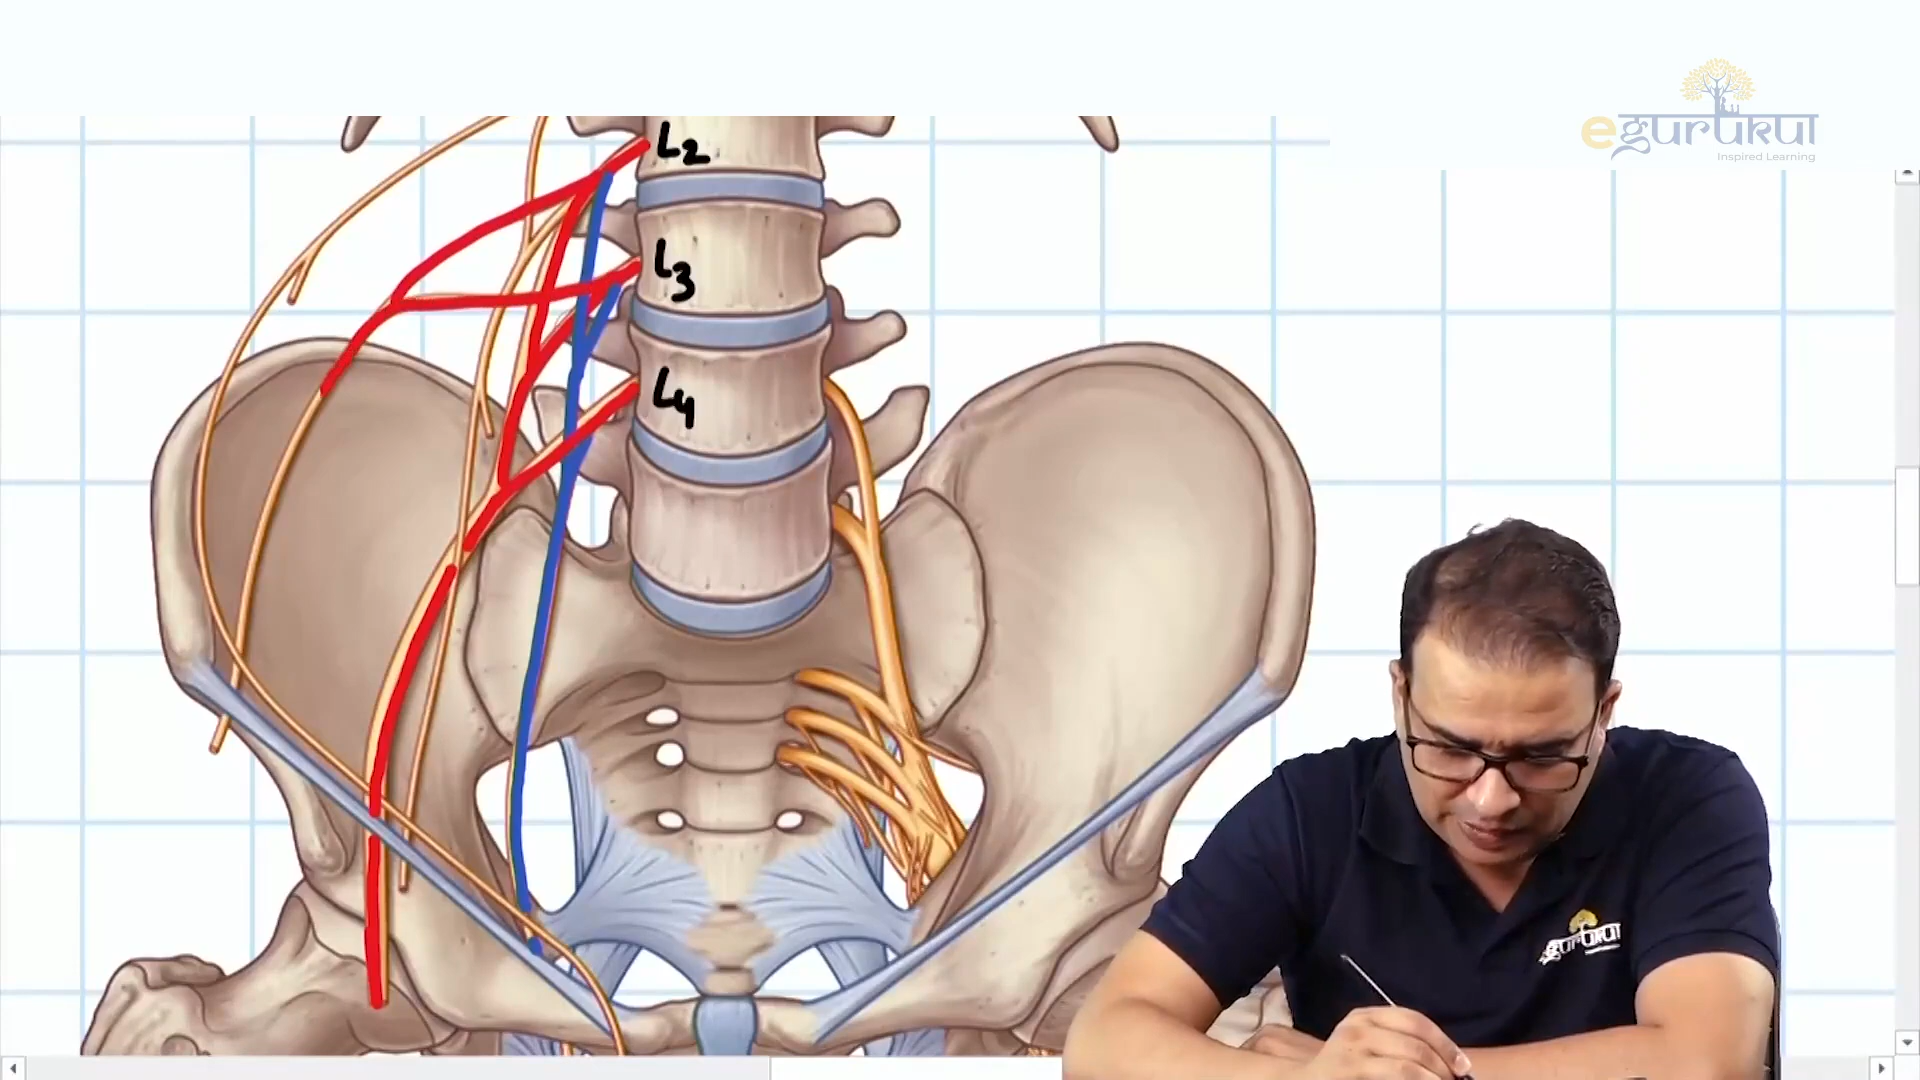 eGurukul
Inspired Learning
L2
L3
L4
eGurukul